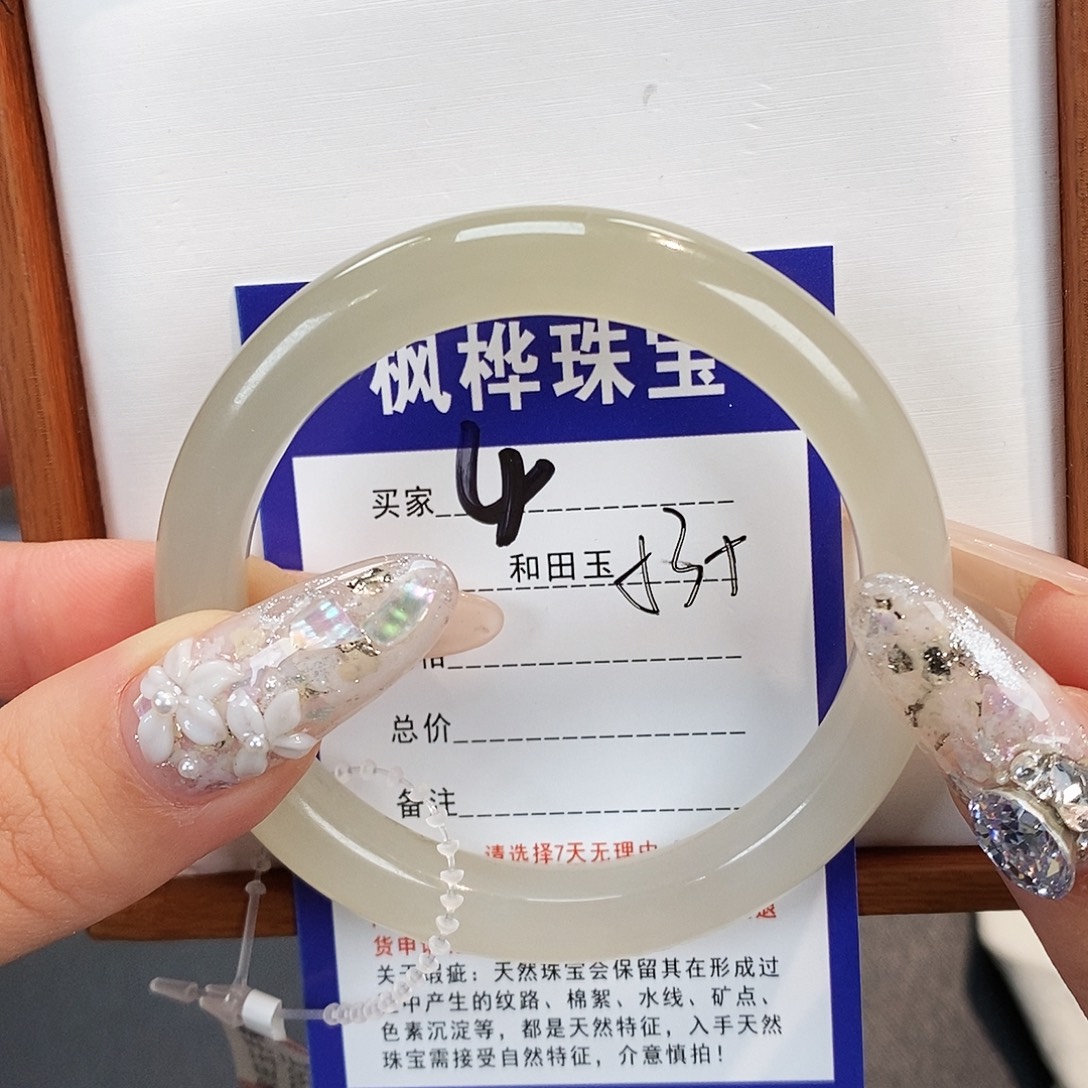 枫桦珠宝
买家 4
和田玉
总价
备注
请选择7天无理由
货申
关于瑕疵：天然珠宝会保留其在形成过
中产生的纹路、棉絮、水线、矿点、
色素沉淀等，都是天然特征，入手天然
珠宝需接受自然特征，介意慎拍！